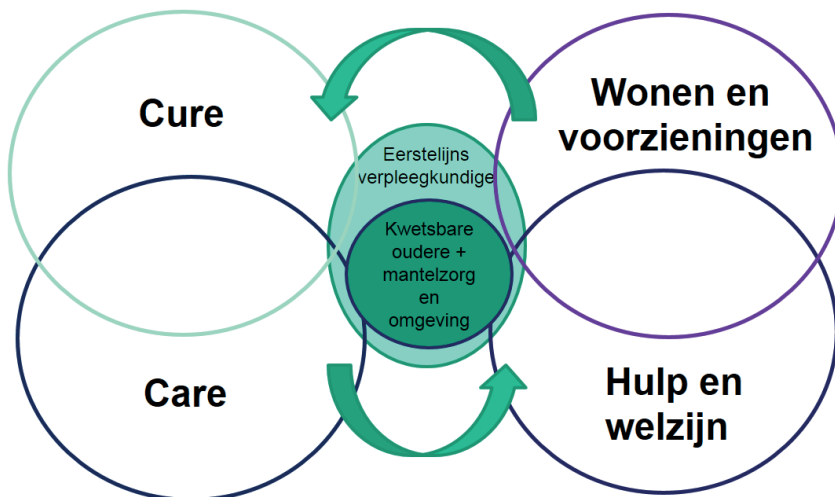 Cure
Wonen en
voorzieningen
Eerstelijns
verpleegkundige
Kwetsbare
oudere +
mantelzorg
en
omgeving
Care
Hulp en
welzijn